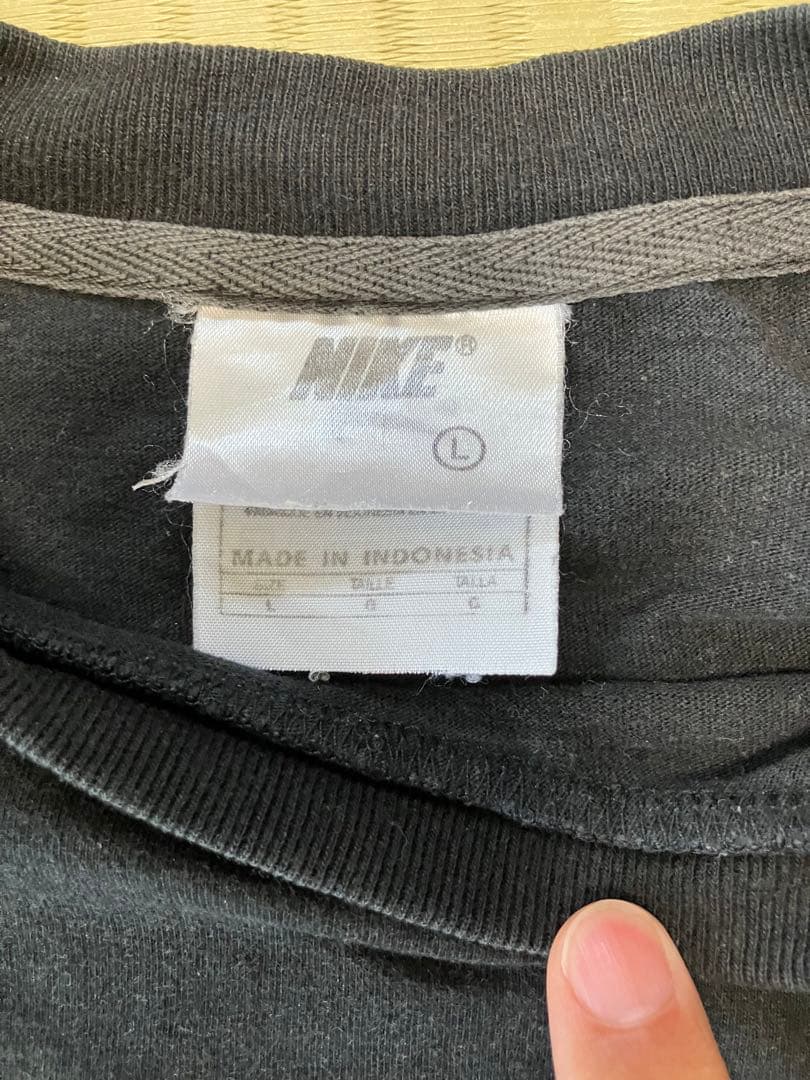 NIKE®
L
MADE IN INDONESIA
SIZE TAILLE TALLA
L G G